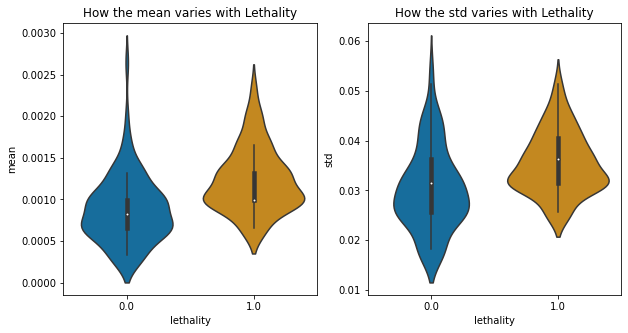 How the mean varies with Lethality
mean
0.0030
0.0025
0.0020
0.0015
0.0010
0.0005
0.0000
0.0
1.0
lethality
How the std varies with Lethality
std
0.06
0.05
0.04
0.03
0.02
0.01
0.0
1.0
lethality